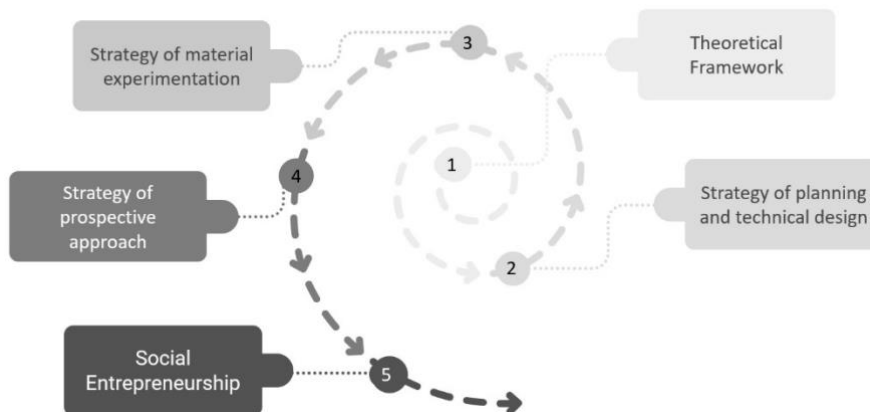 Strategy of material
experimentation
3
Theoretical
Framework
1
4
Strategy of
prospective
approach
Strategy of planning
and technical design
2
Social
Entrepreneurship
5